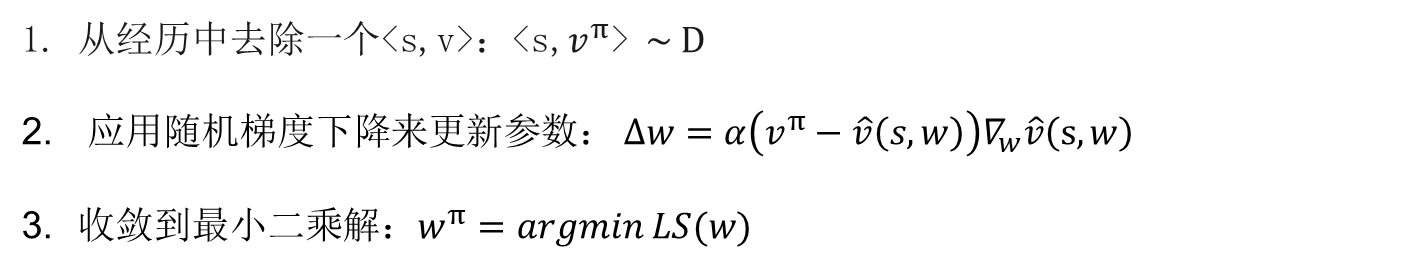 1. 从经历中去除一个<s, v>：<s, 𝑣^π> ~ D
2. 应用随机梯度下降来更新参数： Δ𝑤 = 𝛼(𝑣^π − 𝑣̂(𝑠, 𝑤))∇_𝑤𝑣̂(s, 𝑤)
3. 收敛到最小二乘解：𝑤^π = 𝑎𝑟𝑔𝑚𝑖𝑛 𝐿𝑆(𝑤)